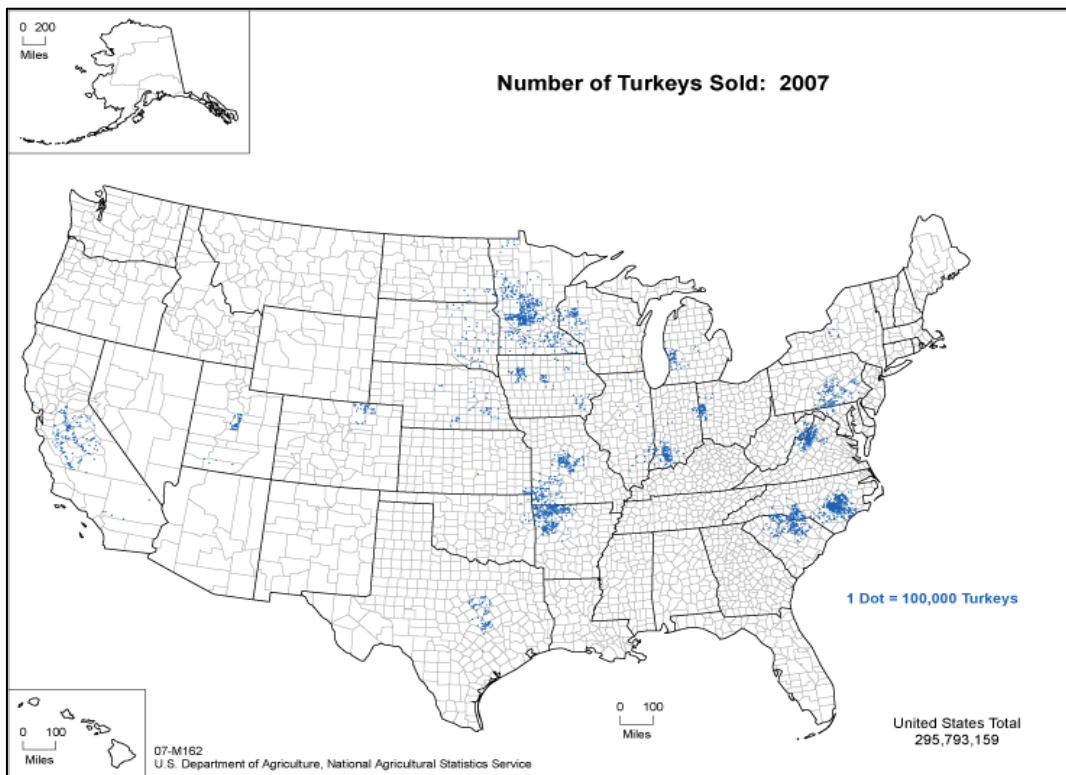 0 200
Miles
Number of Turkeys Sold: 2007
1 Dot = 100,000 Turkeys
0 100
Miles
0 100
Miles
United States Total
295,793,159
07-M162
U.S. Department of Agriculture, National Agricultural Statistics Service